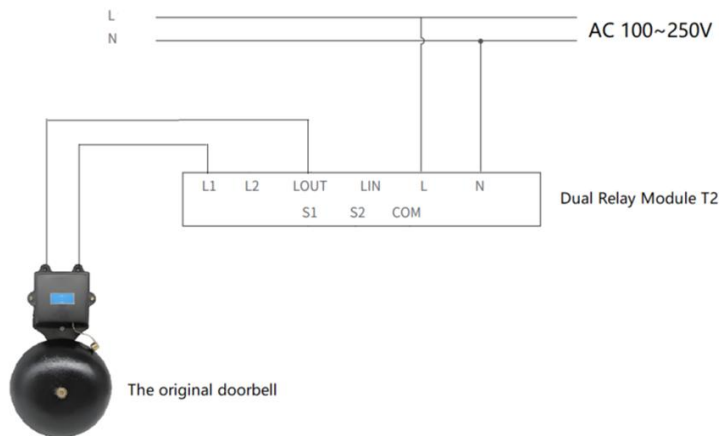 L
N
AC 100~250V
L1 L2 LOUT LIN L N
S1 S2 COM
Dual Relay Module T2
The original doorbell